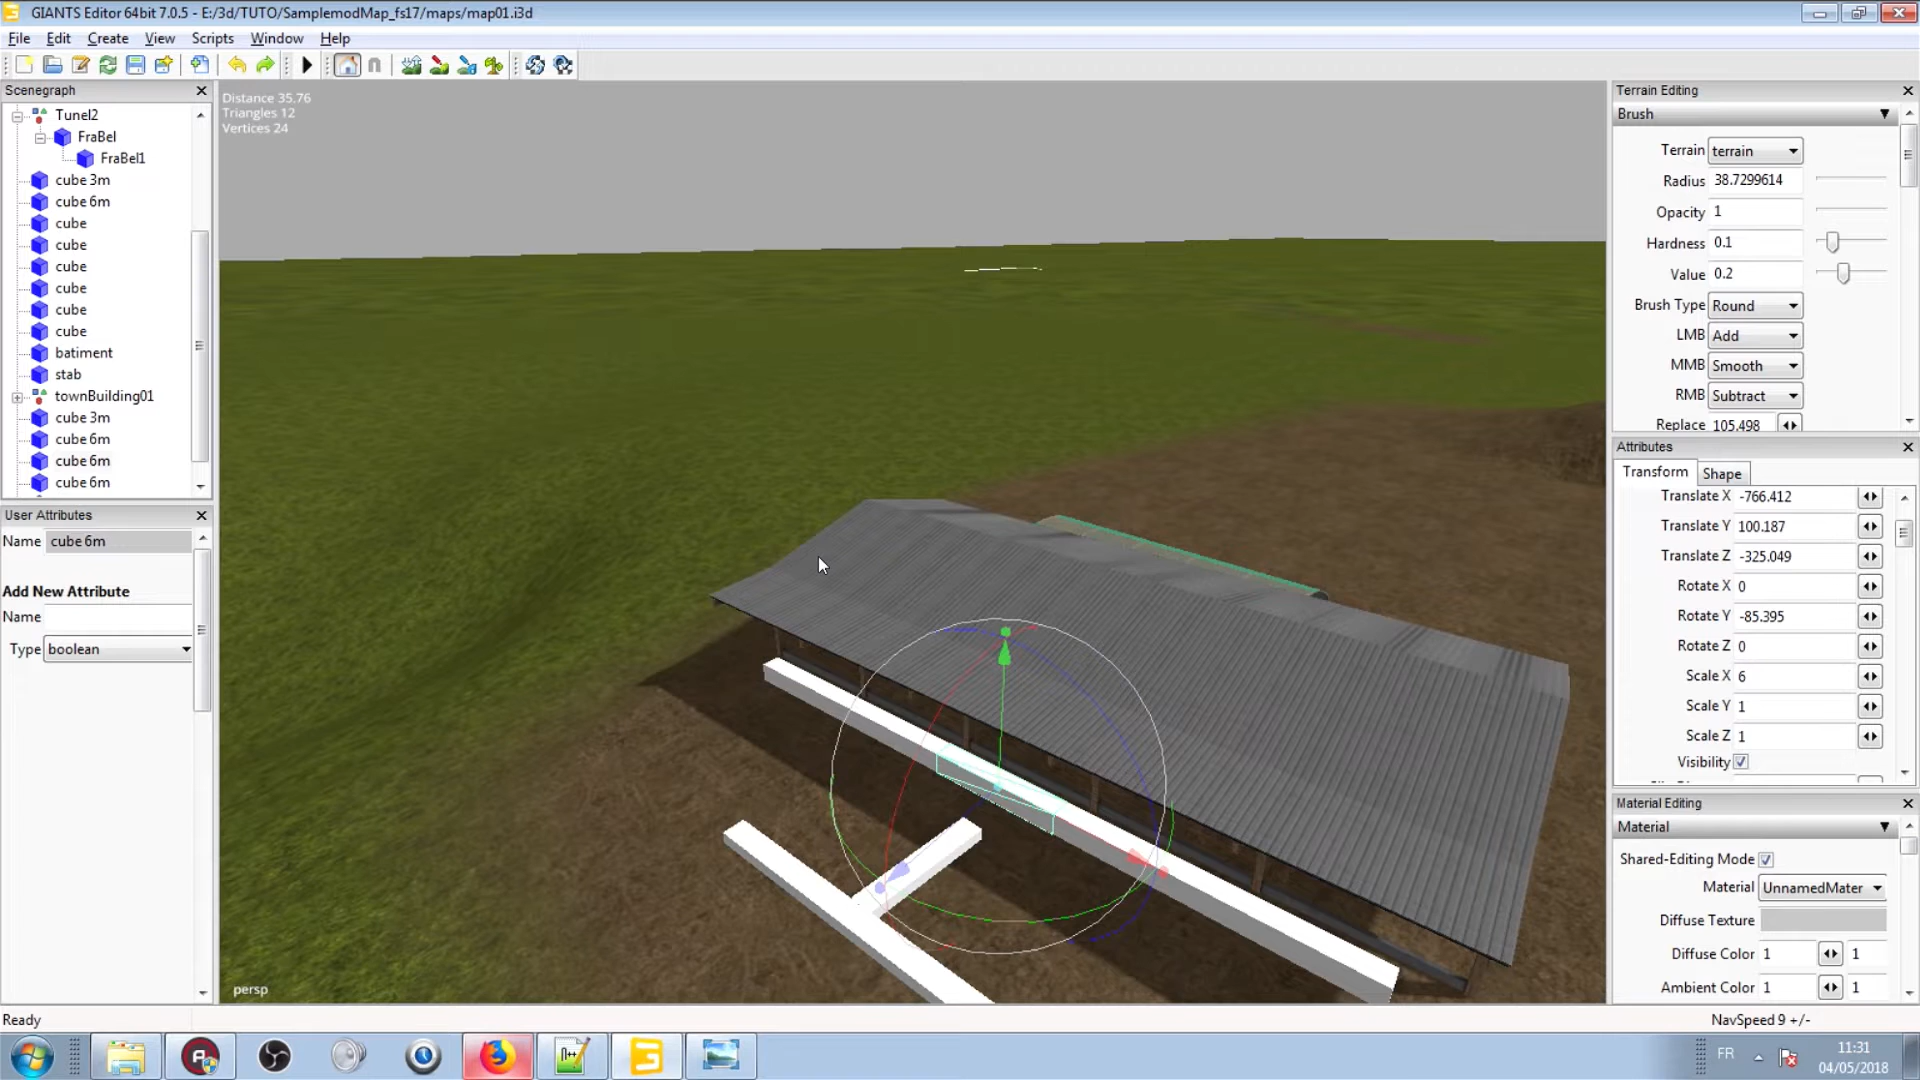 GIANTS Editor 64bit 7.0.5 - E:/3d/TUTO/SamplemodMap_fs17/maps/map01.i3d
File Edit Create View Scripts Window Help
Scenegraph
Tunel2
FraBel
FraBel1
cube 3m
cube 6m
cube
cube
cube
cube
cube
cube
batiment
stab
townBuilding01
cube 3m
cube 6m
cube 6m
cube 6m
User Attributes
Name cube 6m
Add New Attribute
Name
Type boolean
Distance 35,76
Triangles 12
Vertices 24
persp
Terrain Editing
Brush
Terrain terrain
Radius 38.7299614
Opacity 1
Hardness 0.1
Value 0.2
Brush Type Round
LMB Add
MMB Smooth
RMB Subtract
Replace 105.498
Attributes
Transform Shape
Translate X -766.412
Translate Y 100.187
Translate Z -325.049
Rotate X 0
Rotate Y -85.395
Rotate Z 0
Scale X 6
Scale Y 1
Scale Z 1
Visibility
Material Editing
Material
Shared-Editing Mode
Material UnnamedMater
Diffuse Texture
Diffuse Color 1 1
Ambient Color 1 1
Ready
NavSpeed 9 +/-
FR
11:31
04/05/2018